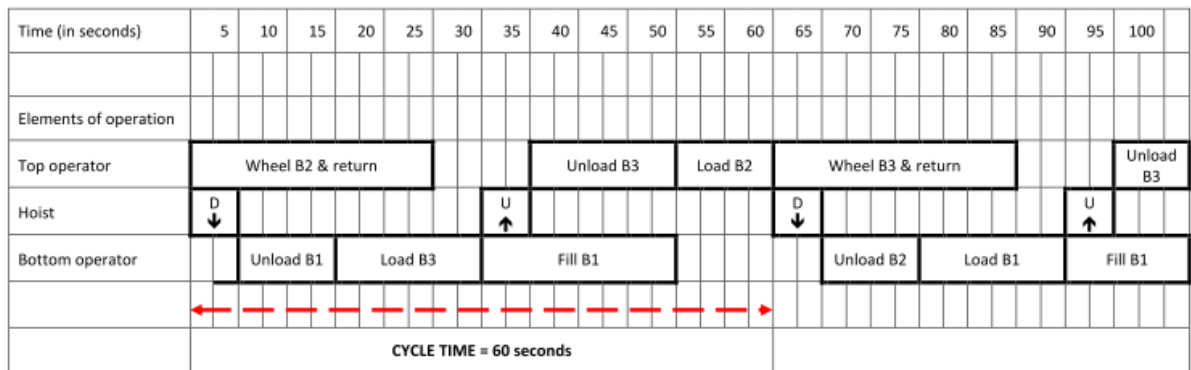 Time (in seconds) 5 10 15 20 25 30 35 40 45 50 55 60 65 70 75 80 85 90 95 100
Elements of operation
Top operator Wheel B2 & return Unload B3 Load B2 Wheel B3 & return Unload B3
Hoist D U D U
Bottom operator Unload B1 Load B3 Fill B1 Unload B2 Load B1 Fill B1
CYCLE TIME = 60 seconds